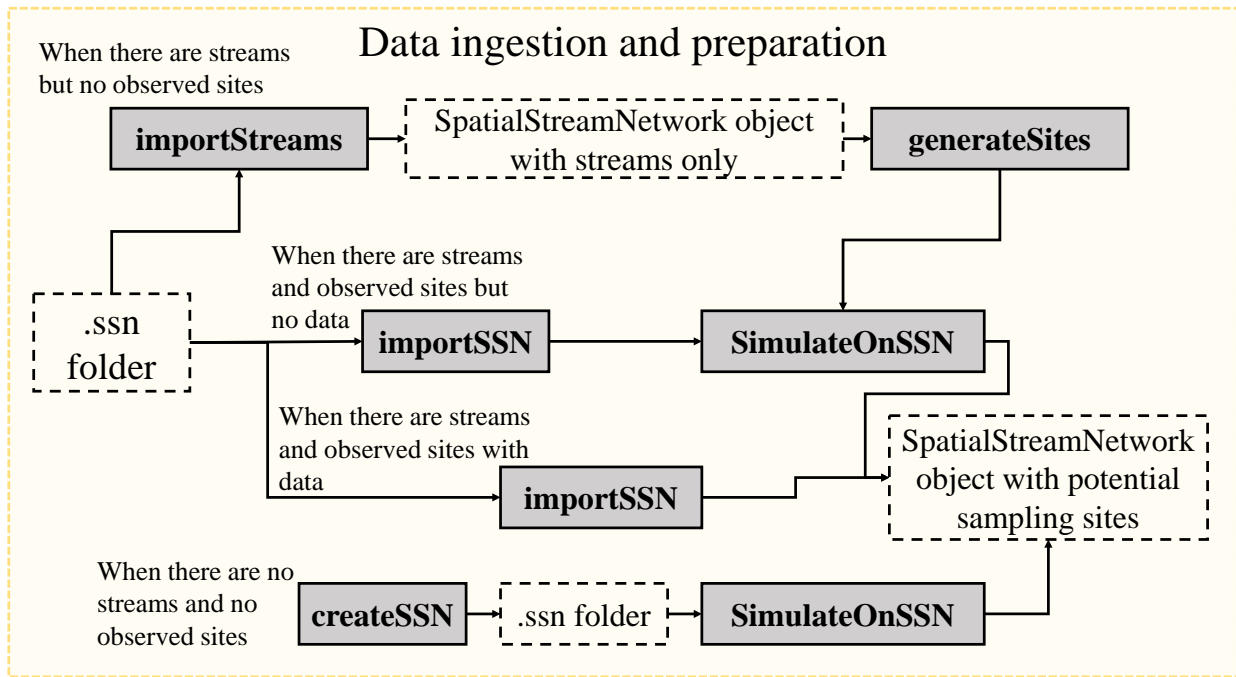 Data ingestion and preparation
When there are streams
but no observed sites
importStreams
SpatialStreamNetwork object
with streams only
generateSites
When there are streams
and observed sites but
no data
.ssn
folder
importSSN
SimulateOnSSN
When there are streams
and observed sites with
data
importSSN
SpatialStreamNetwork
object with potential
sampling sites
When there are no
streams and no
observed sites
createSSN
.ssn folder
SimulateOnSSN